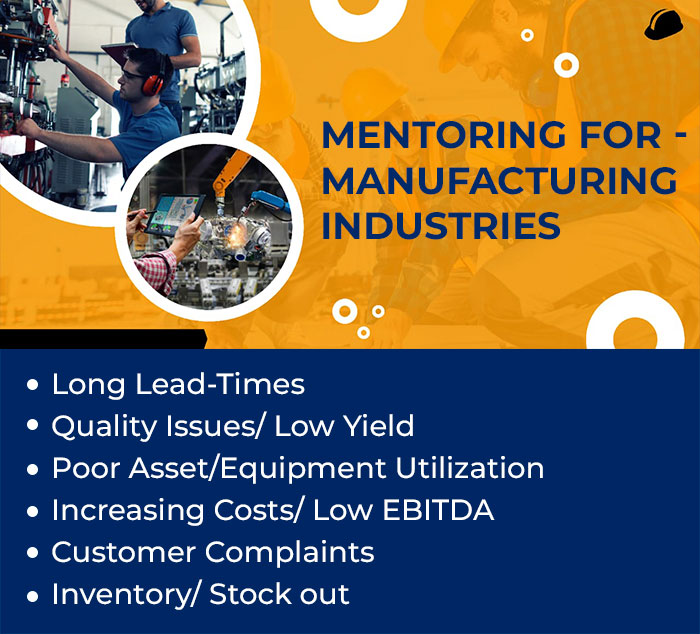 MENTORING FOR -
MANUFACTURING
INDUSTRIES
• Long Lead-Times
• Quality Issues/ Low Yield
• Poor Asset/Equipment Utilization
• Increasing Costs/ Low EBITDA
• Customer Complaints
• Inventory/ Stock out